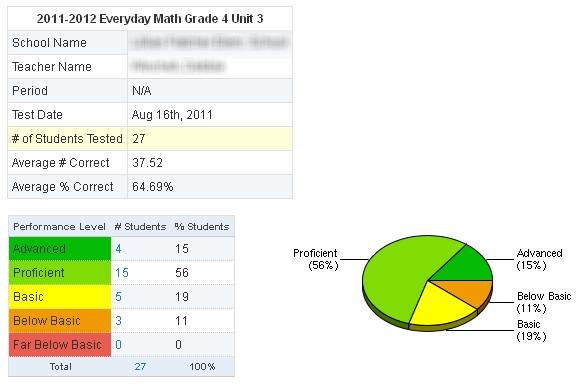 2011-2012 Everyday Math Grade 4 Unit 3
School Name
Teacher Name
Period N/A
Test Date Aug 16th, 2011
# of Students Tested 27
Average # Correct 37.52
Average % Correct 64.69%
Performance Level # Students % Students
Advanced 4 15
Proficient 15 56
Basic 5 19
Below Basic 3 11
Far Below Basic 0 0
Total 27 100%
Proficient
(56%)
Advanced
(15%)
Below Basic
(11%)
Basic
(19%)